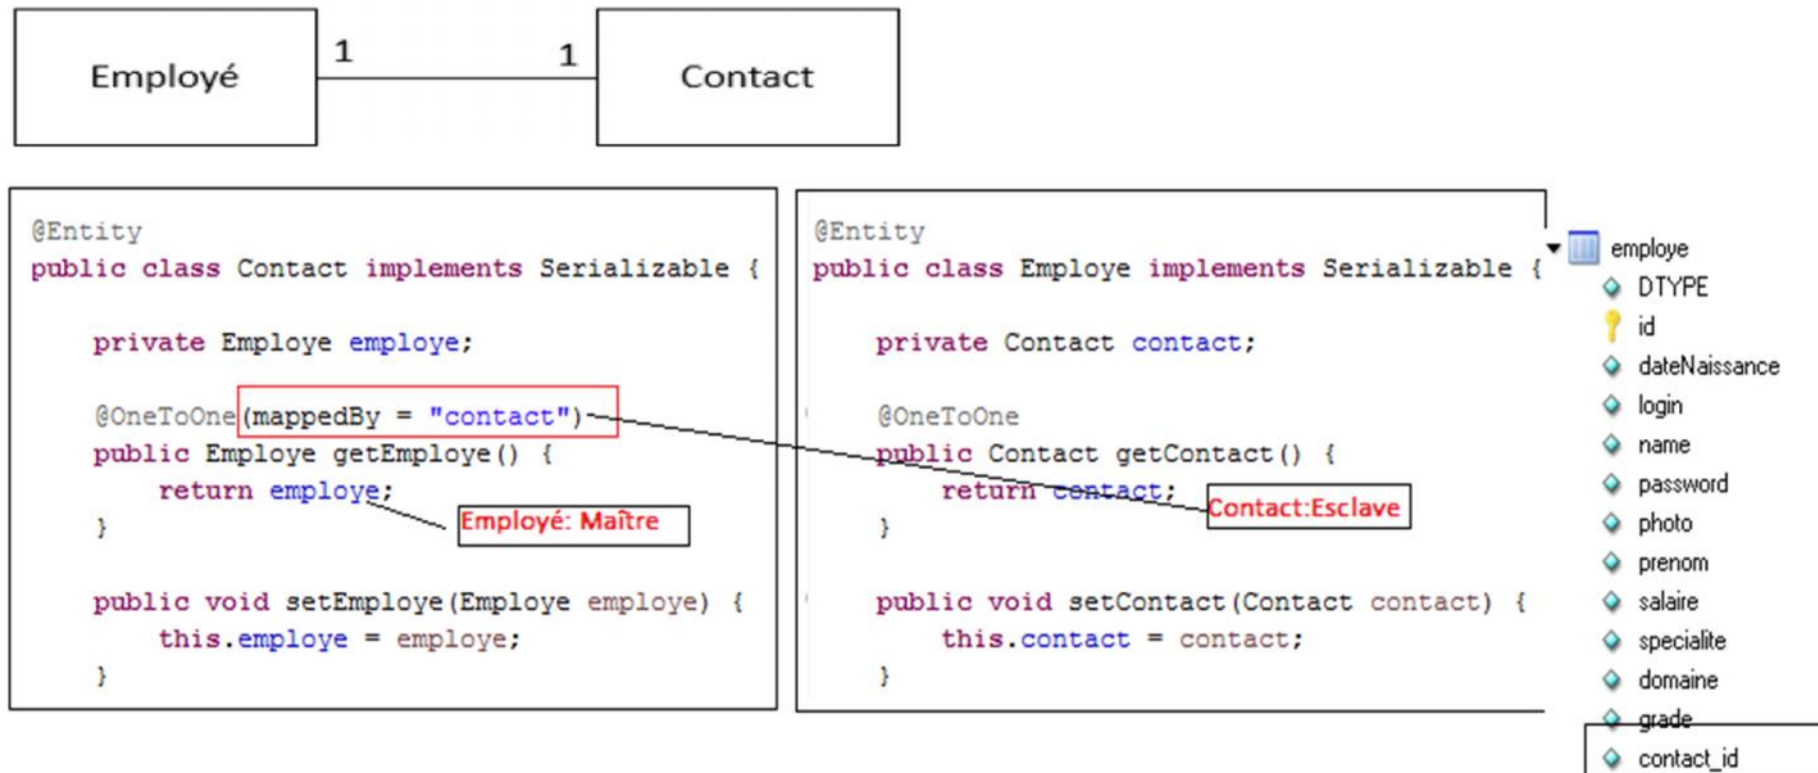 Employé
1
1
Contact
@Entity
public class Contact implements Serializable {
private Employe employe;
@OneToOne(mappedBy = "contact")
public Employe getEmploye() {
return employe;
}
Employé: Maître
public void setEmploye(Employe employe) {
this.employe = employe;
}
@Entity
public class Employe implements Serializable {
private Contact contact;
@OneToOne
public Contact getContact() {
return contact;
}
Contact:Esclave
public void setContact(Contact contact) {
this.contact = contact;
}
employe
DTYPE
id
dateNaissance
login
name
password
photo
prenom
salaire
specialite
domaine
grade
contact_id